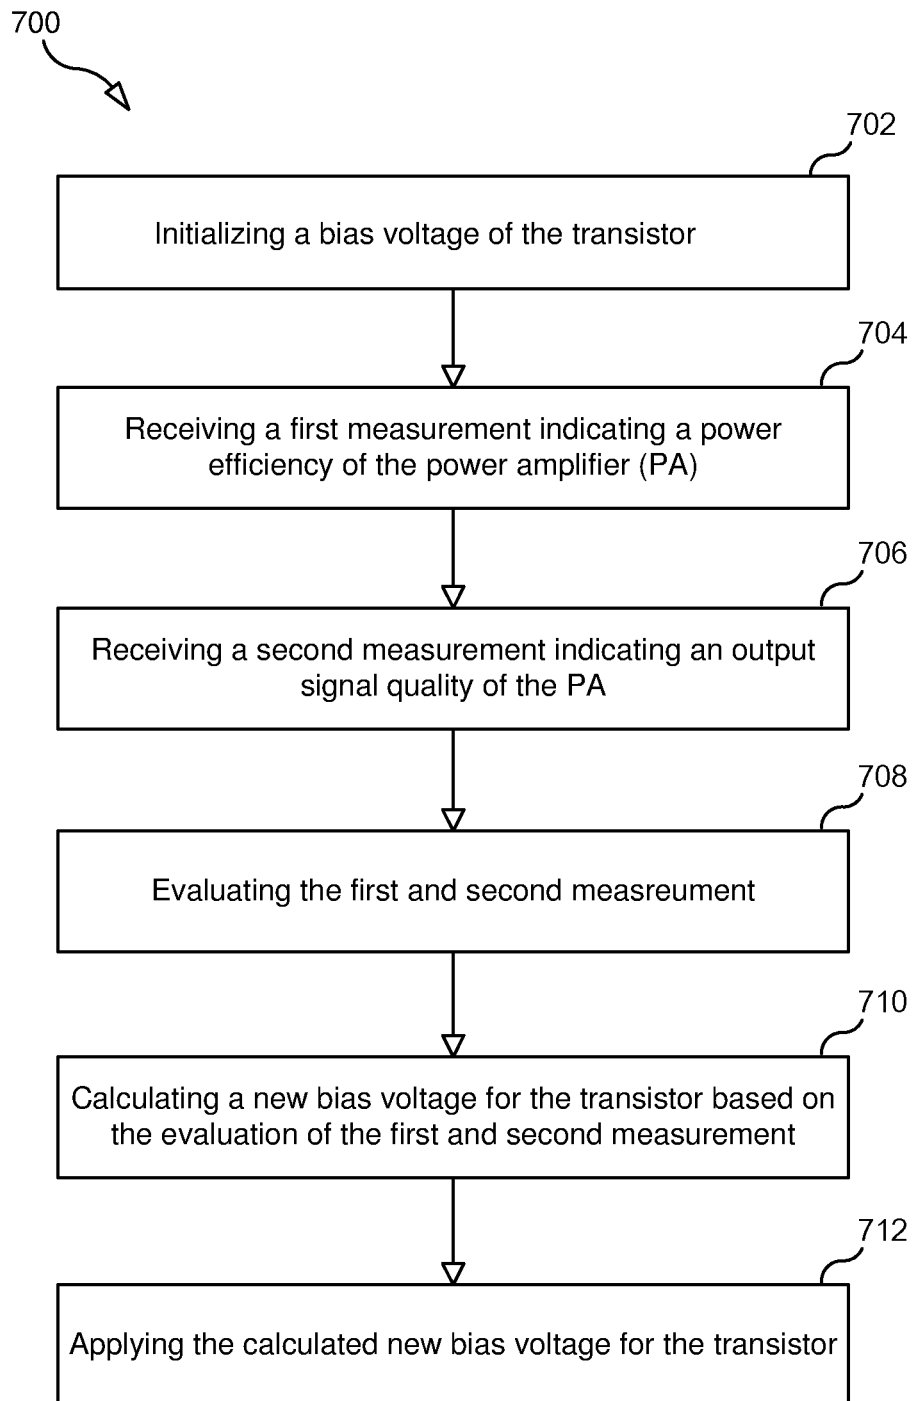 700
702
Initializing a bias voltage of the transistor
704
Receiving a first measurement indicating a power
efficiency of the power amplifier (PA)
706
Receiving a second measurement indicating an output
signal quality of the PA
708
Evaluating the first and second measreument
710
Calculating a new bias voltage for the transistor based on
the evaluation of the first and second measurement
712
Applying the calculated new bias voltage for the transistor